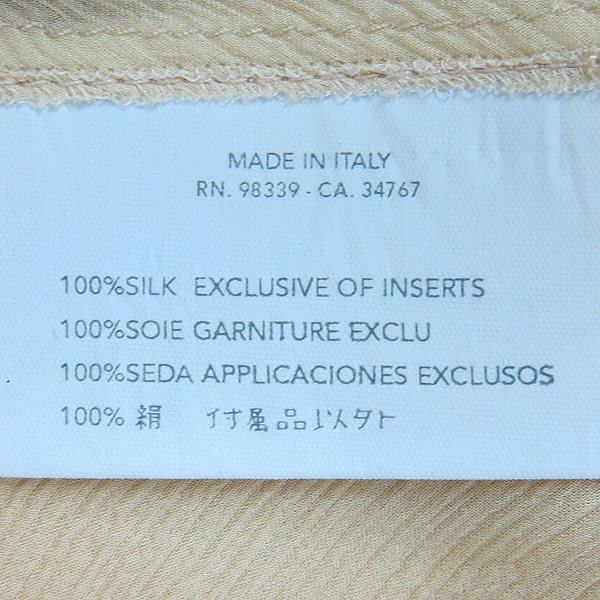 MADE IN ITALY
RN. 98339 - CA. 34767
100%SILK EXCLUSIVE OF INSERTS
100%SOIE GARNITURE EXCLU
100%SEDA APPLICACIONES EXCLUSOS
100% 絹 付属品以外